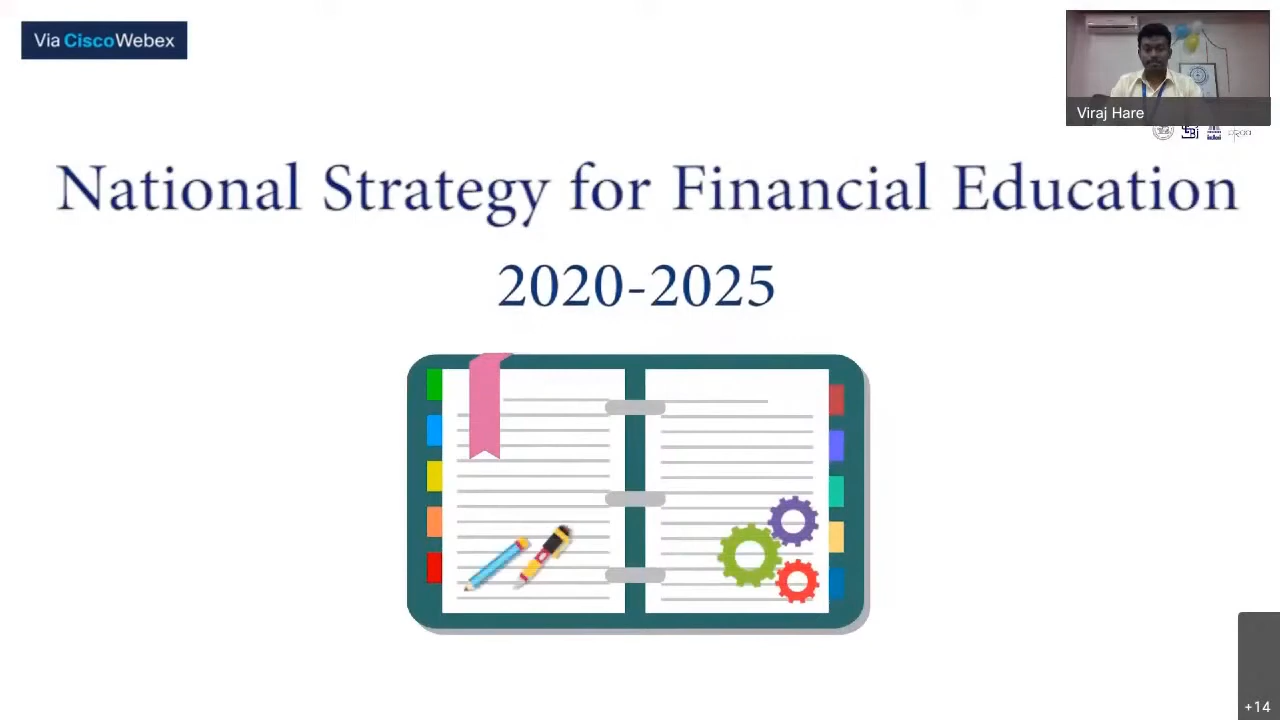 Via CiscoWebex
Viraj Hare
National Strategy for Financial Education
2020-2025
+14